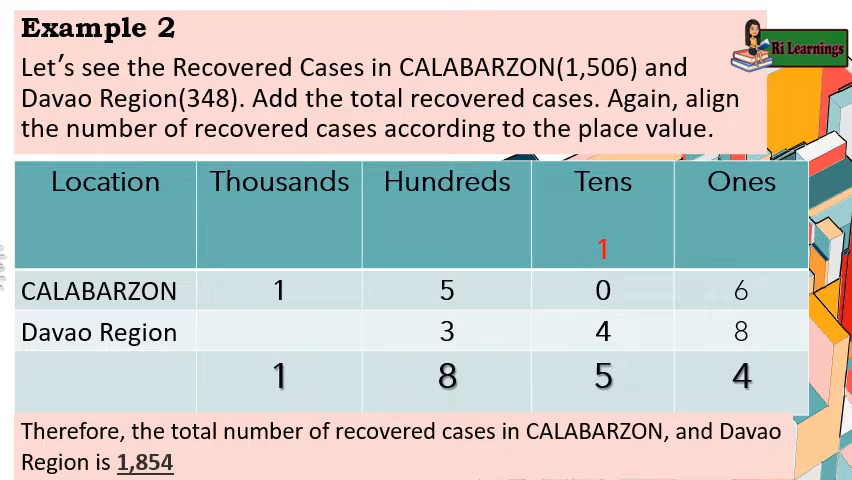 Example 2
Ri Learnings
Let's see the Recovered Cases in CALABARZON(1,506) and
Davao Region(348). Add the total recovered cases. Again, align
the number of recovered cases according to the place value.
Location Thousands Hundreds Tens Ones
1
CALABARZON 1 5 0 6
Davao Region 3 4 8
1 8 5 4
Therefore, the total number of recovered cases in CALABARZON, and Davao
Region is 1,854